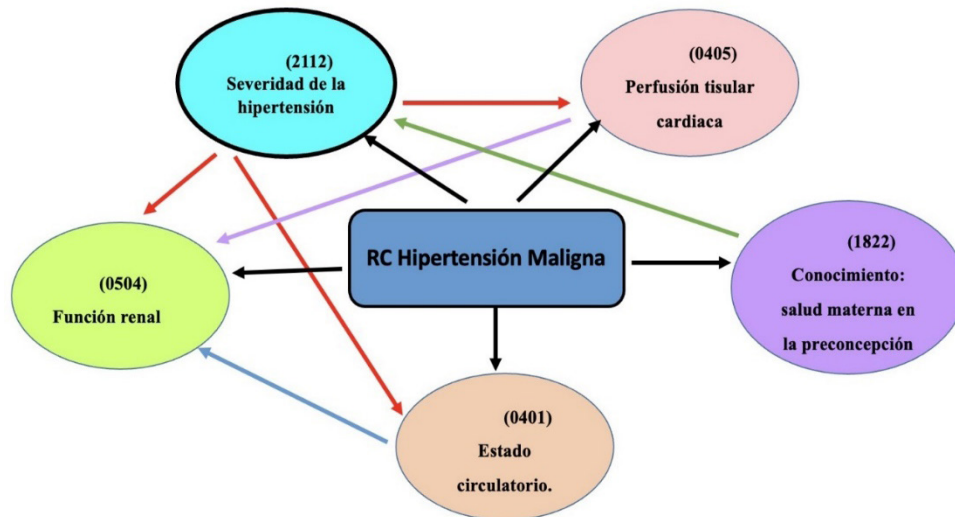 (2112)
Severidad de la
hipertensión
(0405)
Perfusión tisular
cardiaca
RC Hipertensión Maligna
(1822)
Conocimiento:
salud materna en
la preconcepción
(0504)
Función renal
(0401)
Estado
circulatorio.